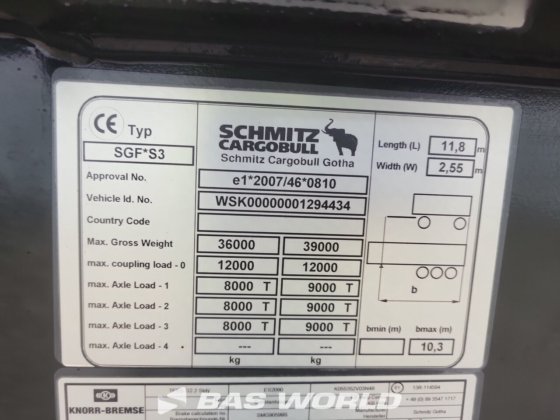 CE Typ
SCHMITZ
CARGOBULL
Schmitz Cargobull Gotha
SGF*S3
Length (L) 11,8 m
Width (W) 2,55 m
Approval No. e1*2007/46*0810
Vehicle Id. No. WSK00000001294434
Country Code
Max. Gross Weight 36000 39000
max. coupling load - 0 12000 12000
max. Axle Load - 1 8000 T 9000 T
max. Axle Load - 2 8000 T 9000 T
max. Axle Load - 3 8000 T 9000 T
max. Axle Load - 4 --- ---
kg kg
b
bmin (m) bmax (m)
10,3
BAS WORLD
KNORR-BREMSE